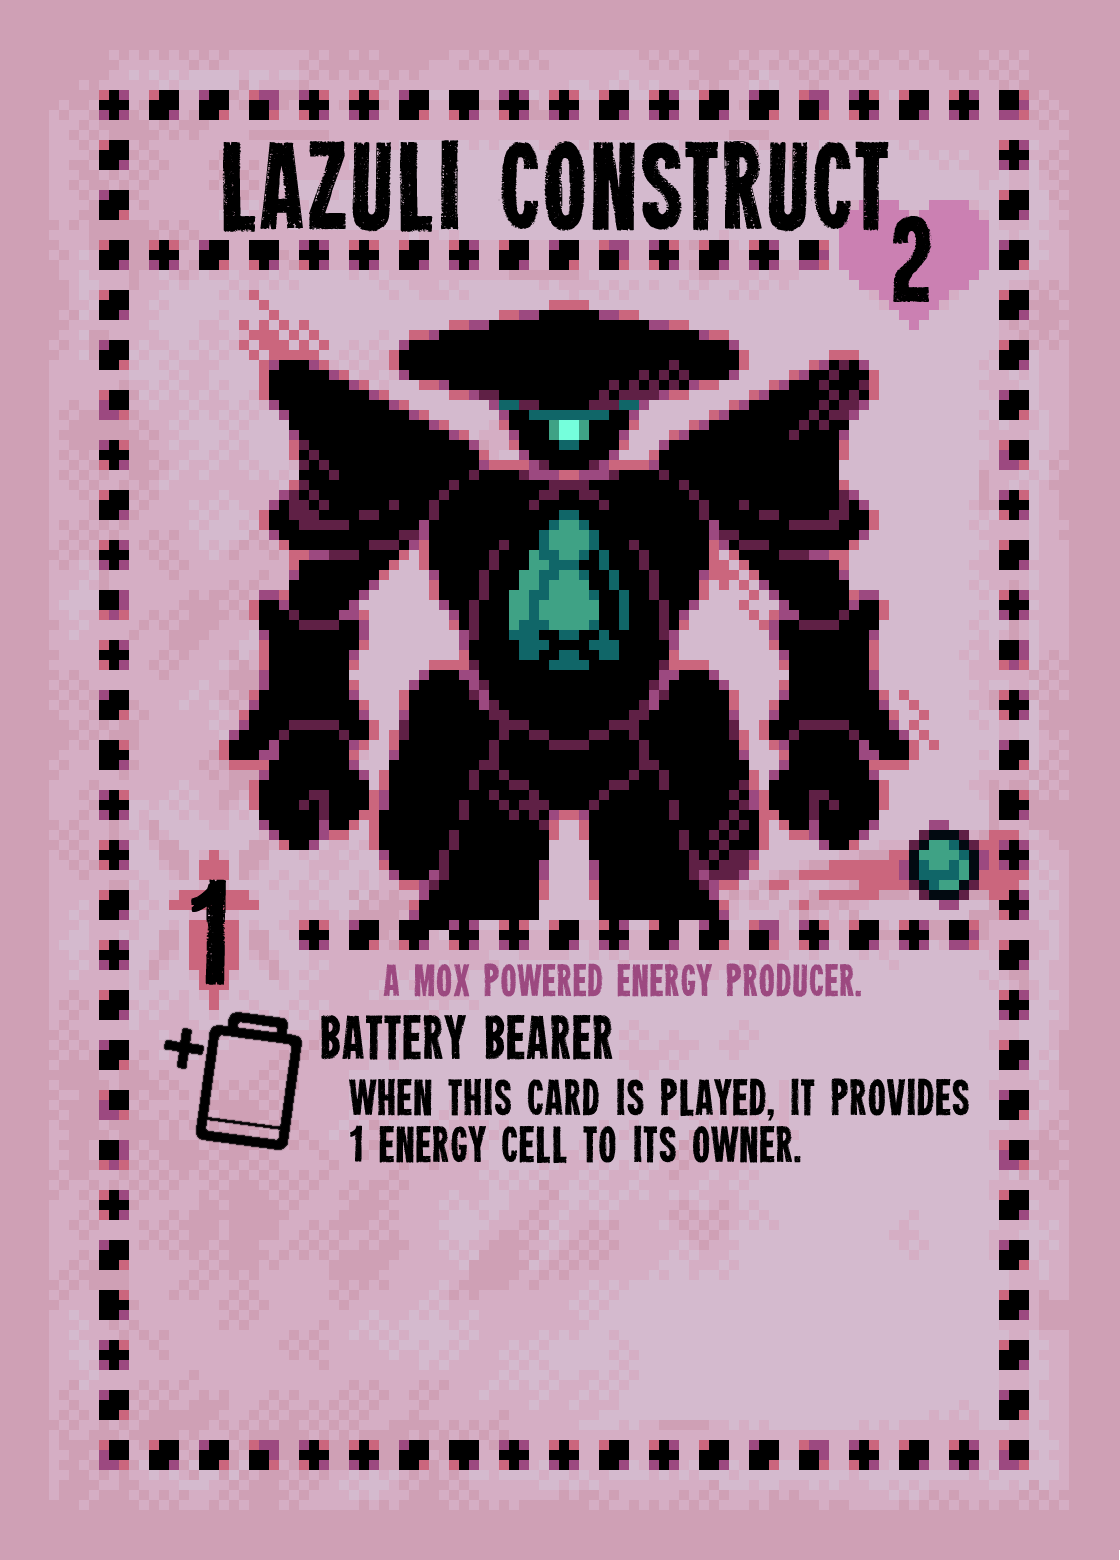 LAZULI CONSTRUCT
2
1
A MOX POWERED ENERGY PRODUCER.
BATTERY BEARER
WHEN THIS CARD IS PLAYED, IT PROVIDES
1 ENERGY CELL TO ITS OWNER.